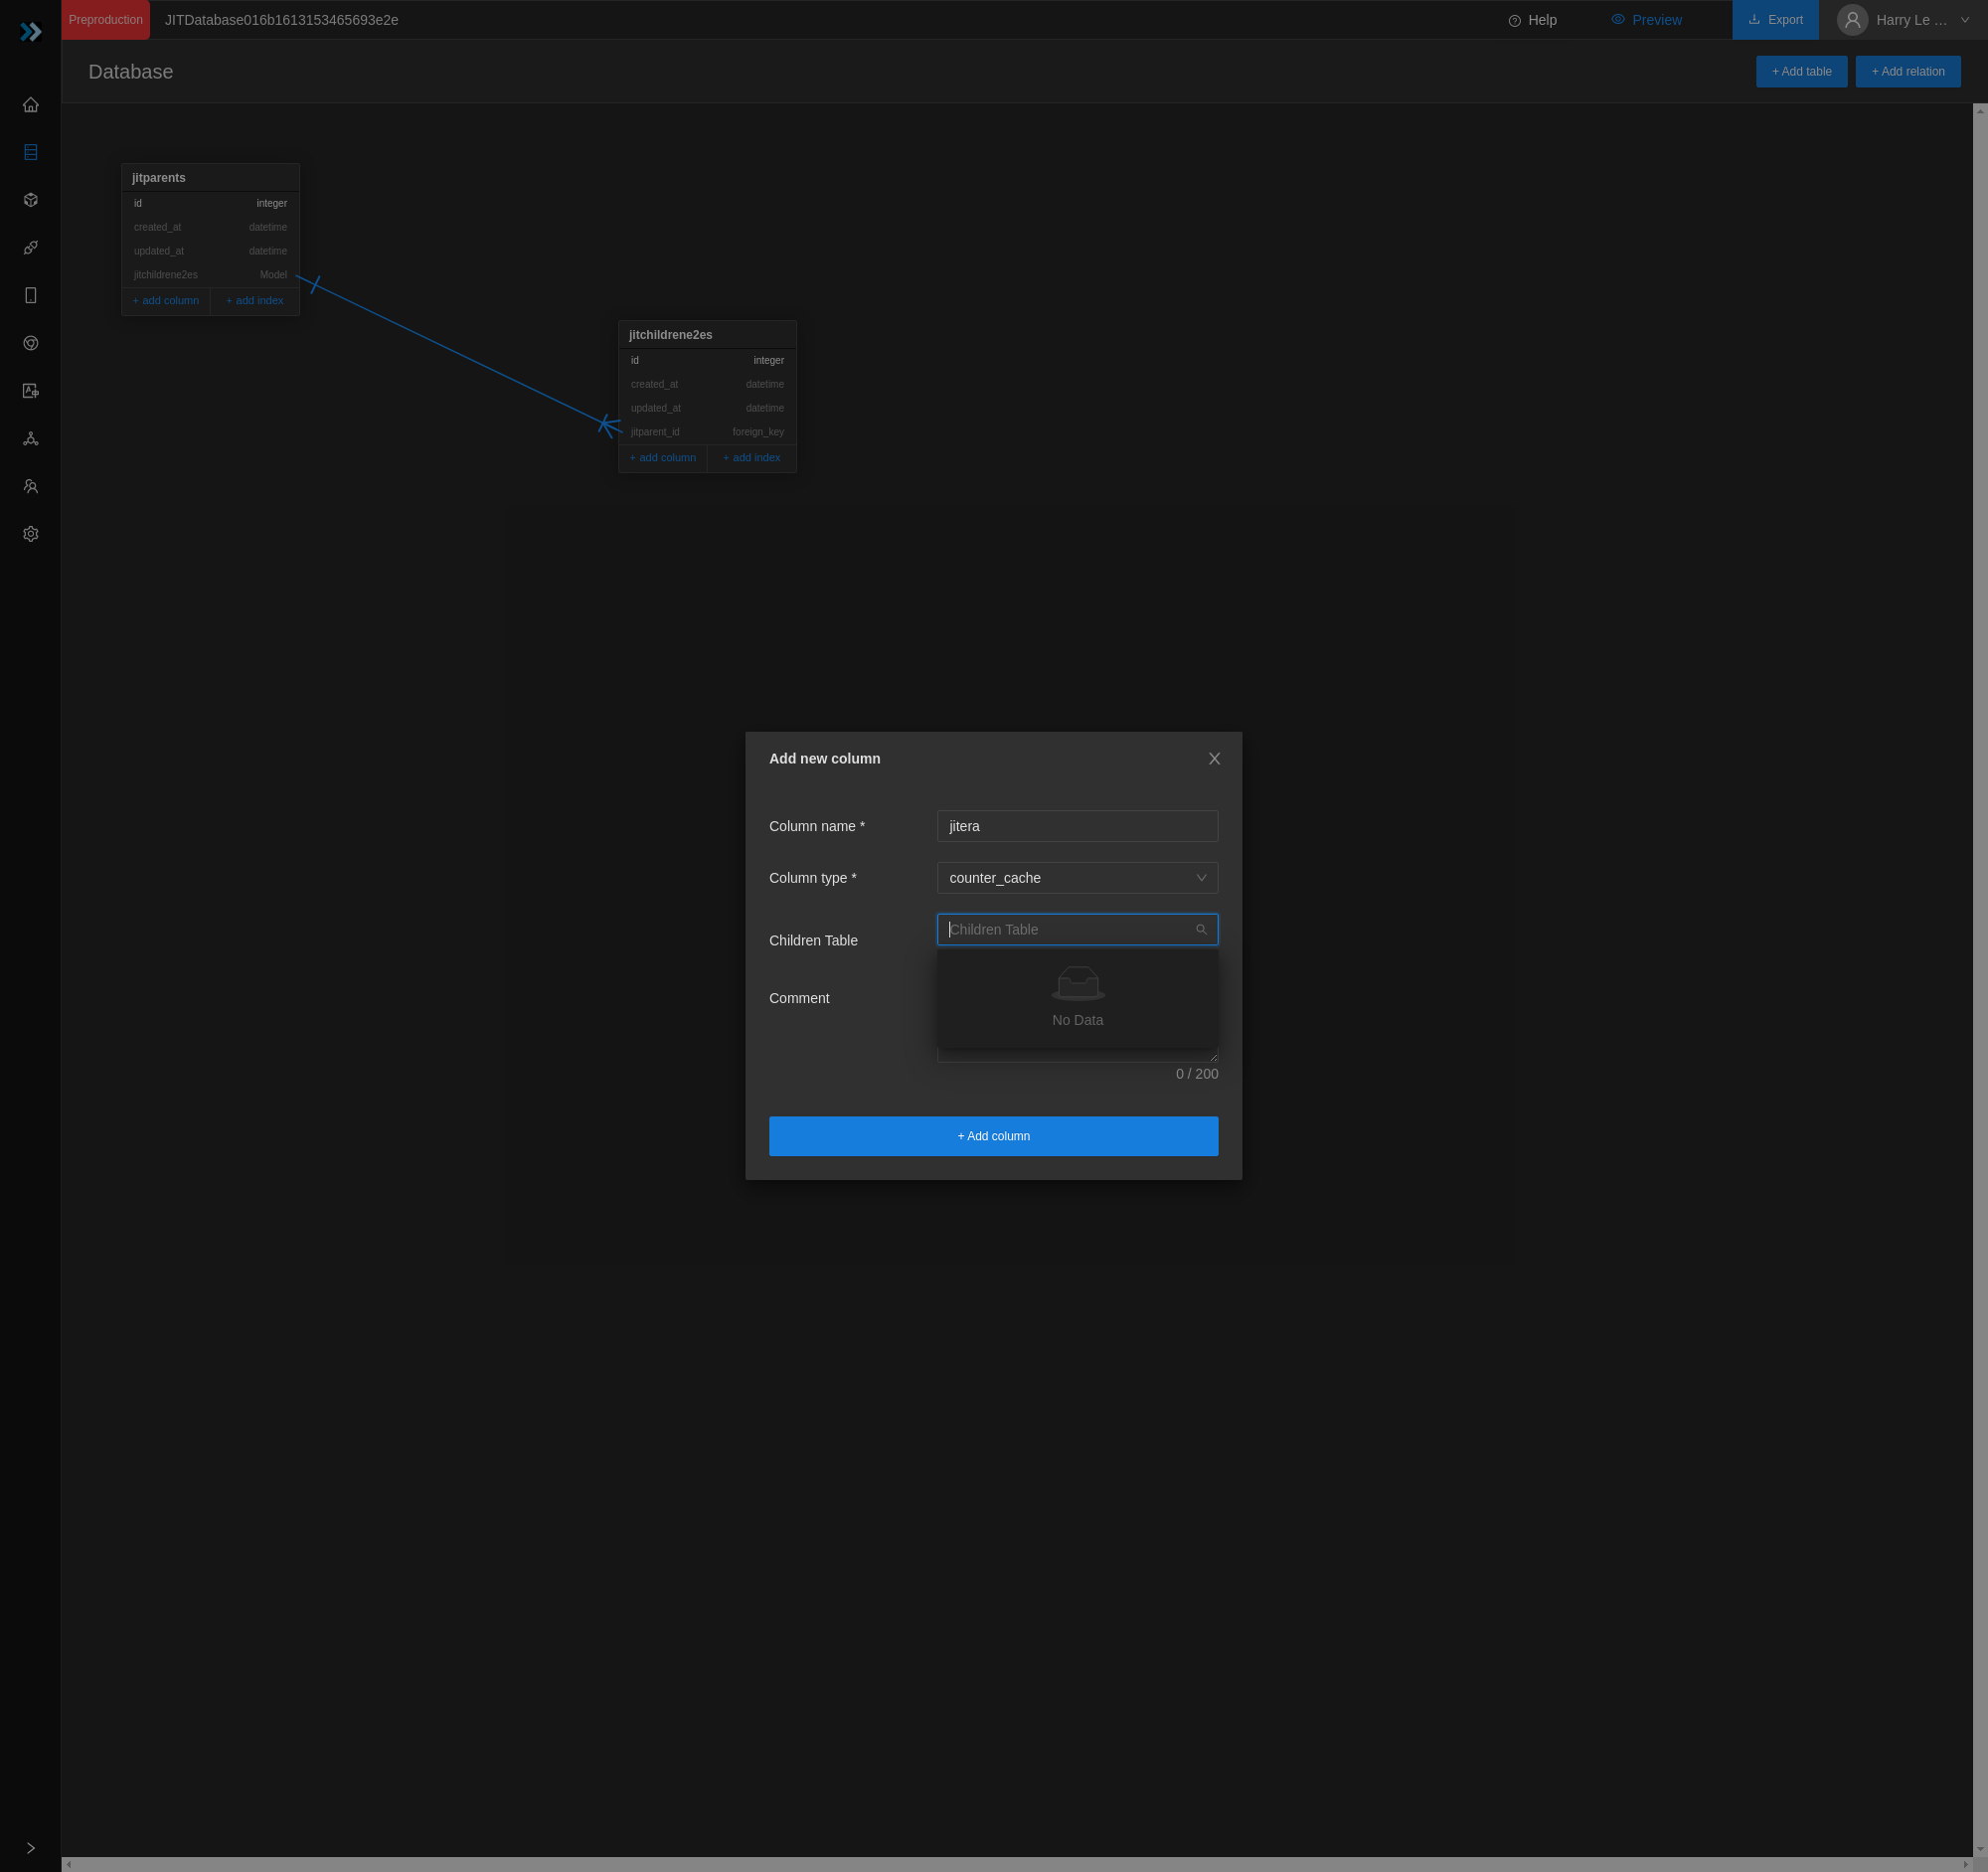 Preproduction JITDatabase016b1613153465693e2e Help Preview Export Harry Le ...
Database + Add table + Add relation
jitparents
id integer
created_at datetime
updated_at datetime
jitchildrene2es Model
+ add column + add index
jitchildrene2es
id integer
created_at datetime
updated_at datetime
jitparent_id foreign_key
+ add column + add index
Add new column
Column name * jitera
Column type * counter_cache
Children Table Children Table
Comment
No Data
0 / 200
+ Add column